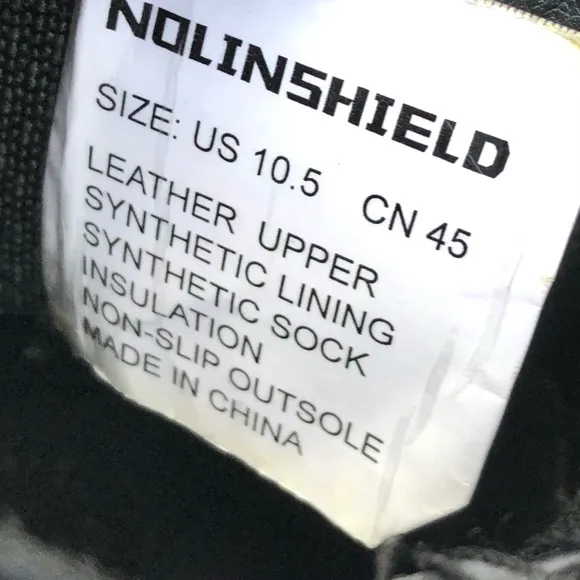 NOLINSHIELD
SIZE: US 10.5 CN 45
LEATHER UPPER
SYNTHETIC LINING
SYNTHETIC SOCK
INSULATION
NON-SLIP OUTSOLE
MADE IN CHINA